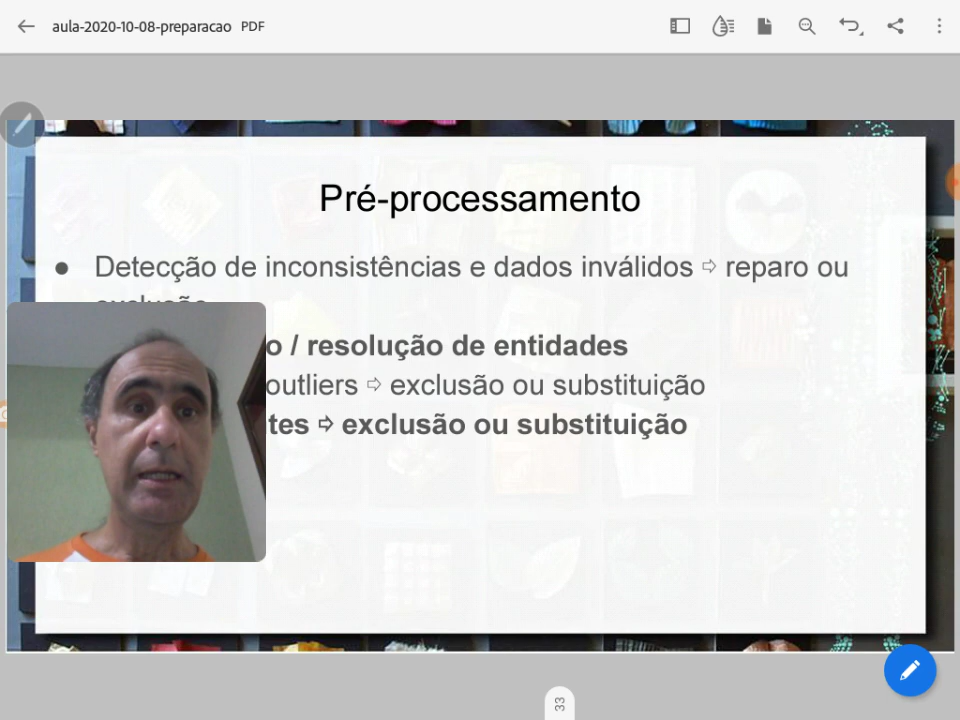 aula-2020-10-08-preparacao PDF
Pré-processamento
● Detecção de inconsistências e dados inválidos ⇨ reparo ou
o / resolução de entidades
outliers ⇨ exclusão ou substituição
tes ⇨ exclusão ou substituição
33